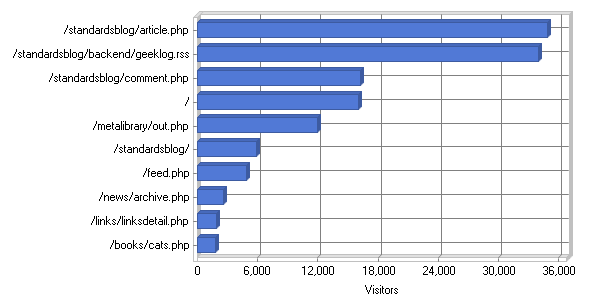 /standardsblog/article.php
/standardsblog/backend/geeklog.rss
/standardsblog/comment.php
/
/metalibrary/out.php
/standardsblog/
/feed.php
/news/archive.php
/links/linksdetail.php
/books/cats.php
0 6,000 12,000 18,000 24,000 30,000 36,000
Visitors